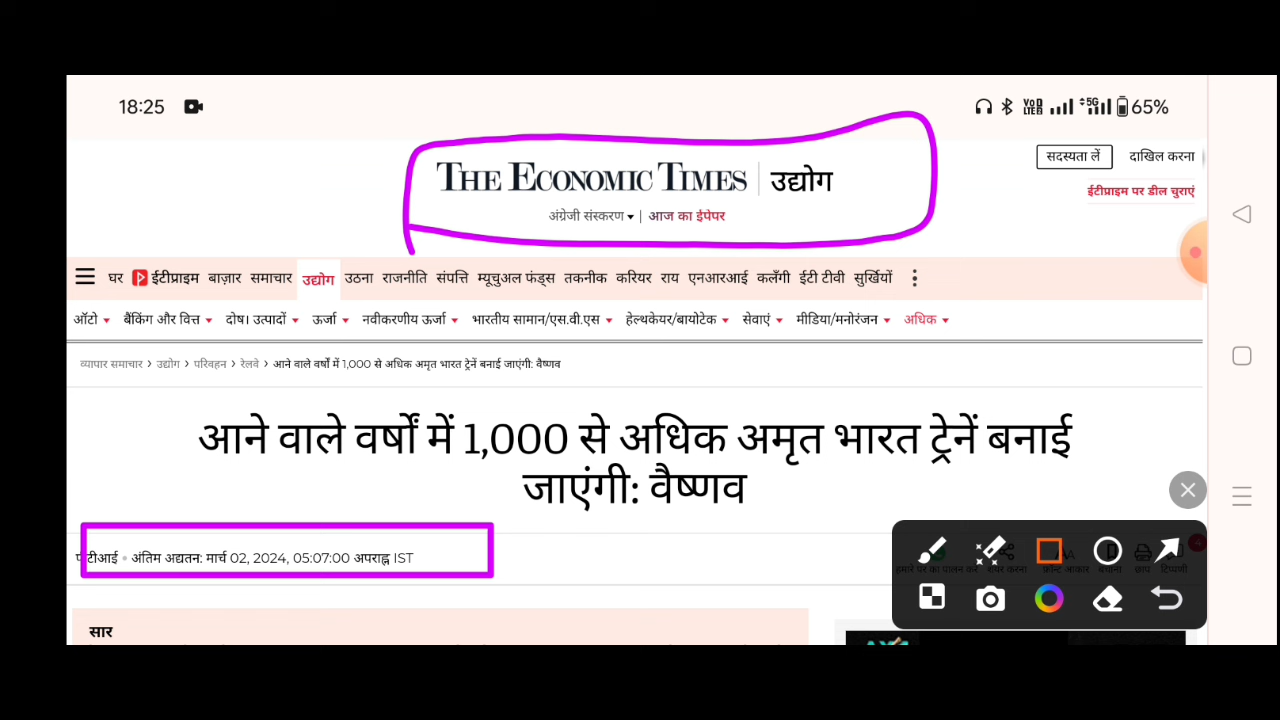 18:25
VoD LTEB 5G 65%
THE ECONOMIC TIMES | उद्योग
सदस्यता लें दाखिल करना
अंग्रेजी संस्करण | आज का ईपेपर
ईटीप्राइम पर डील चुराएं
घर ईटीप्राइम बाज़ार समाचार उद्योग उठना राजनीति संपत्ति म्यूचुअल फंड्स तकनीक करियर राय एनआरआई कलँगी ईटी टीवी सुर्खियों
ऑटो बैंकिंग और वित्त दोष। उत्पादों ऊर्जा नवीकरणीय ऊर्जा भारतीय सामान/एस.वी.एस हेल्थकेयर/बायोटेक सेवाएं मीडिया/मनोरंजन अधिक
व्यापार समाचार › उद्योग › परिवहन › रेलवे › आने वाले वर्षों में 1,000 से अधिक अमृत भारत ट्रेनें बनाई जाएंगी: वैष्णव
आने वाले वर्षों में 1,000 से अधिक अमृत भारत ट्रेनें बनाई
जाएंगी: वैष्णव
पीटीआई • अंतिम अद्यतन: मार्च 02, 2024, 05:07:00 अपराह्न IST
सार